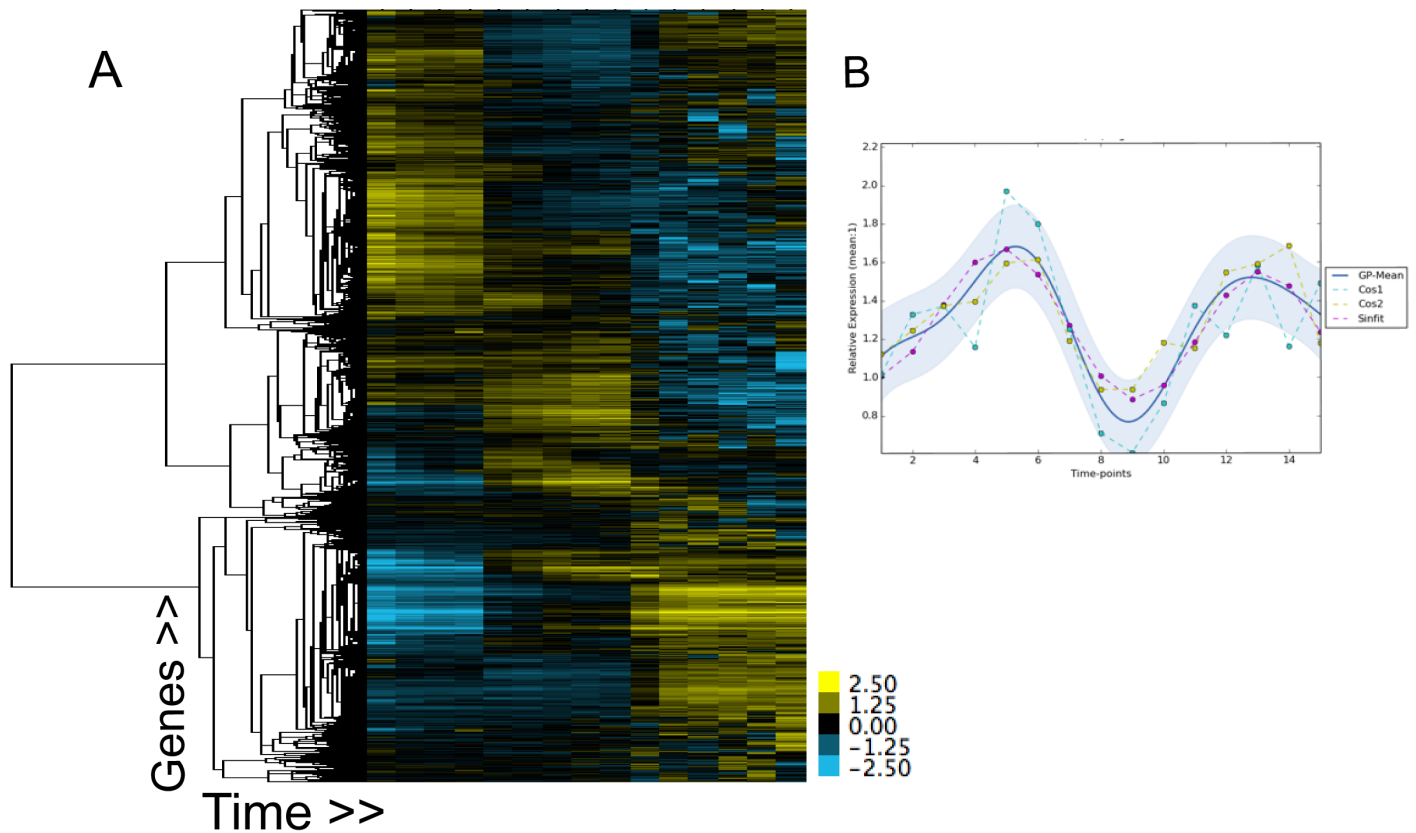 A
B
2.2
2.0
1.8
1.6
1.4
1.2
1.0
0.8
Relative Expression (mean:1)
2 4 6 8 10 12 14
Time-points
GP-Mean
Cos1
Cos2
Sinfit
Genes >>
Time >>
2.50
1.25
0.00
-1.25
-2.50